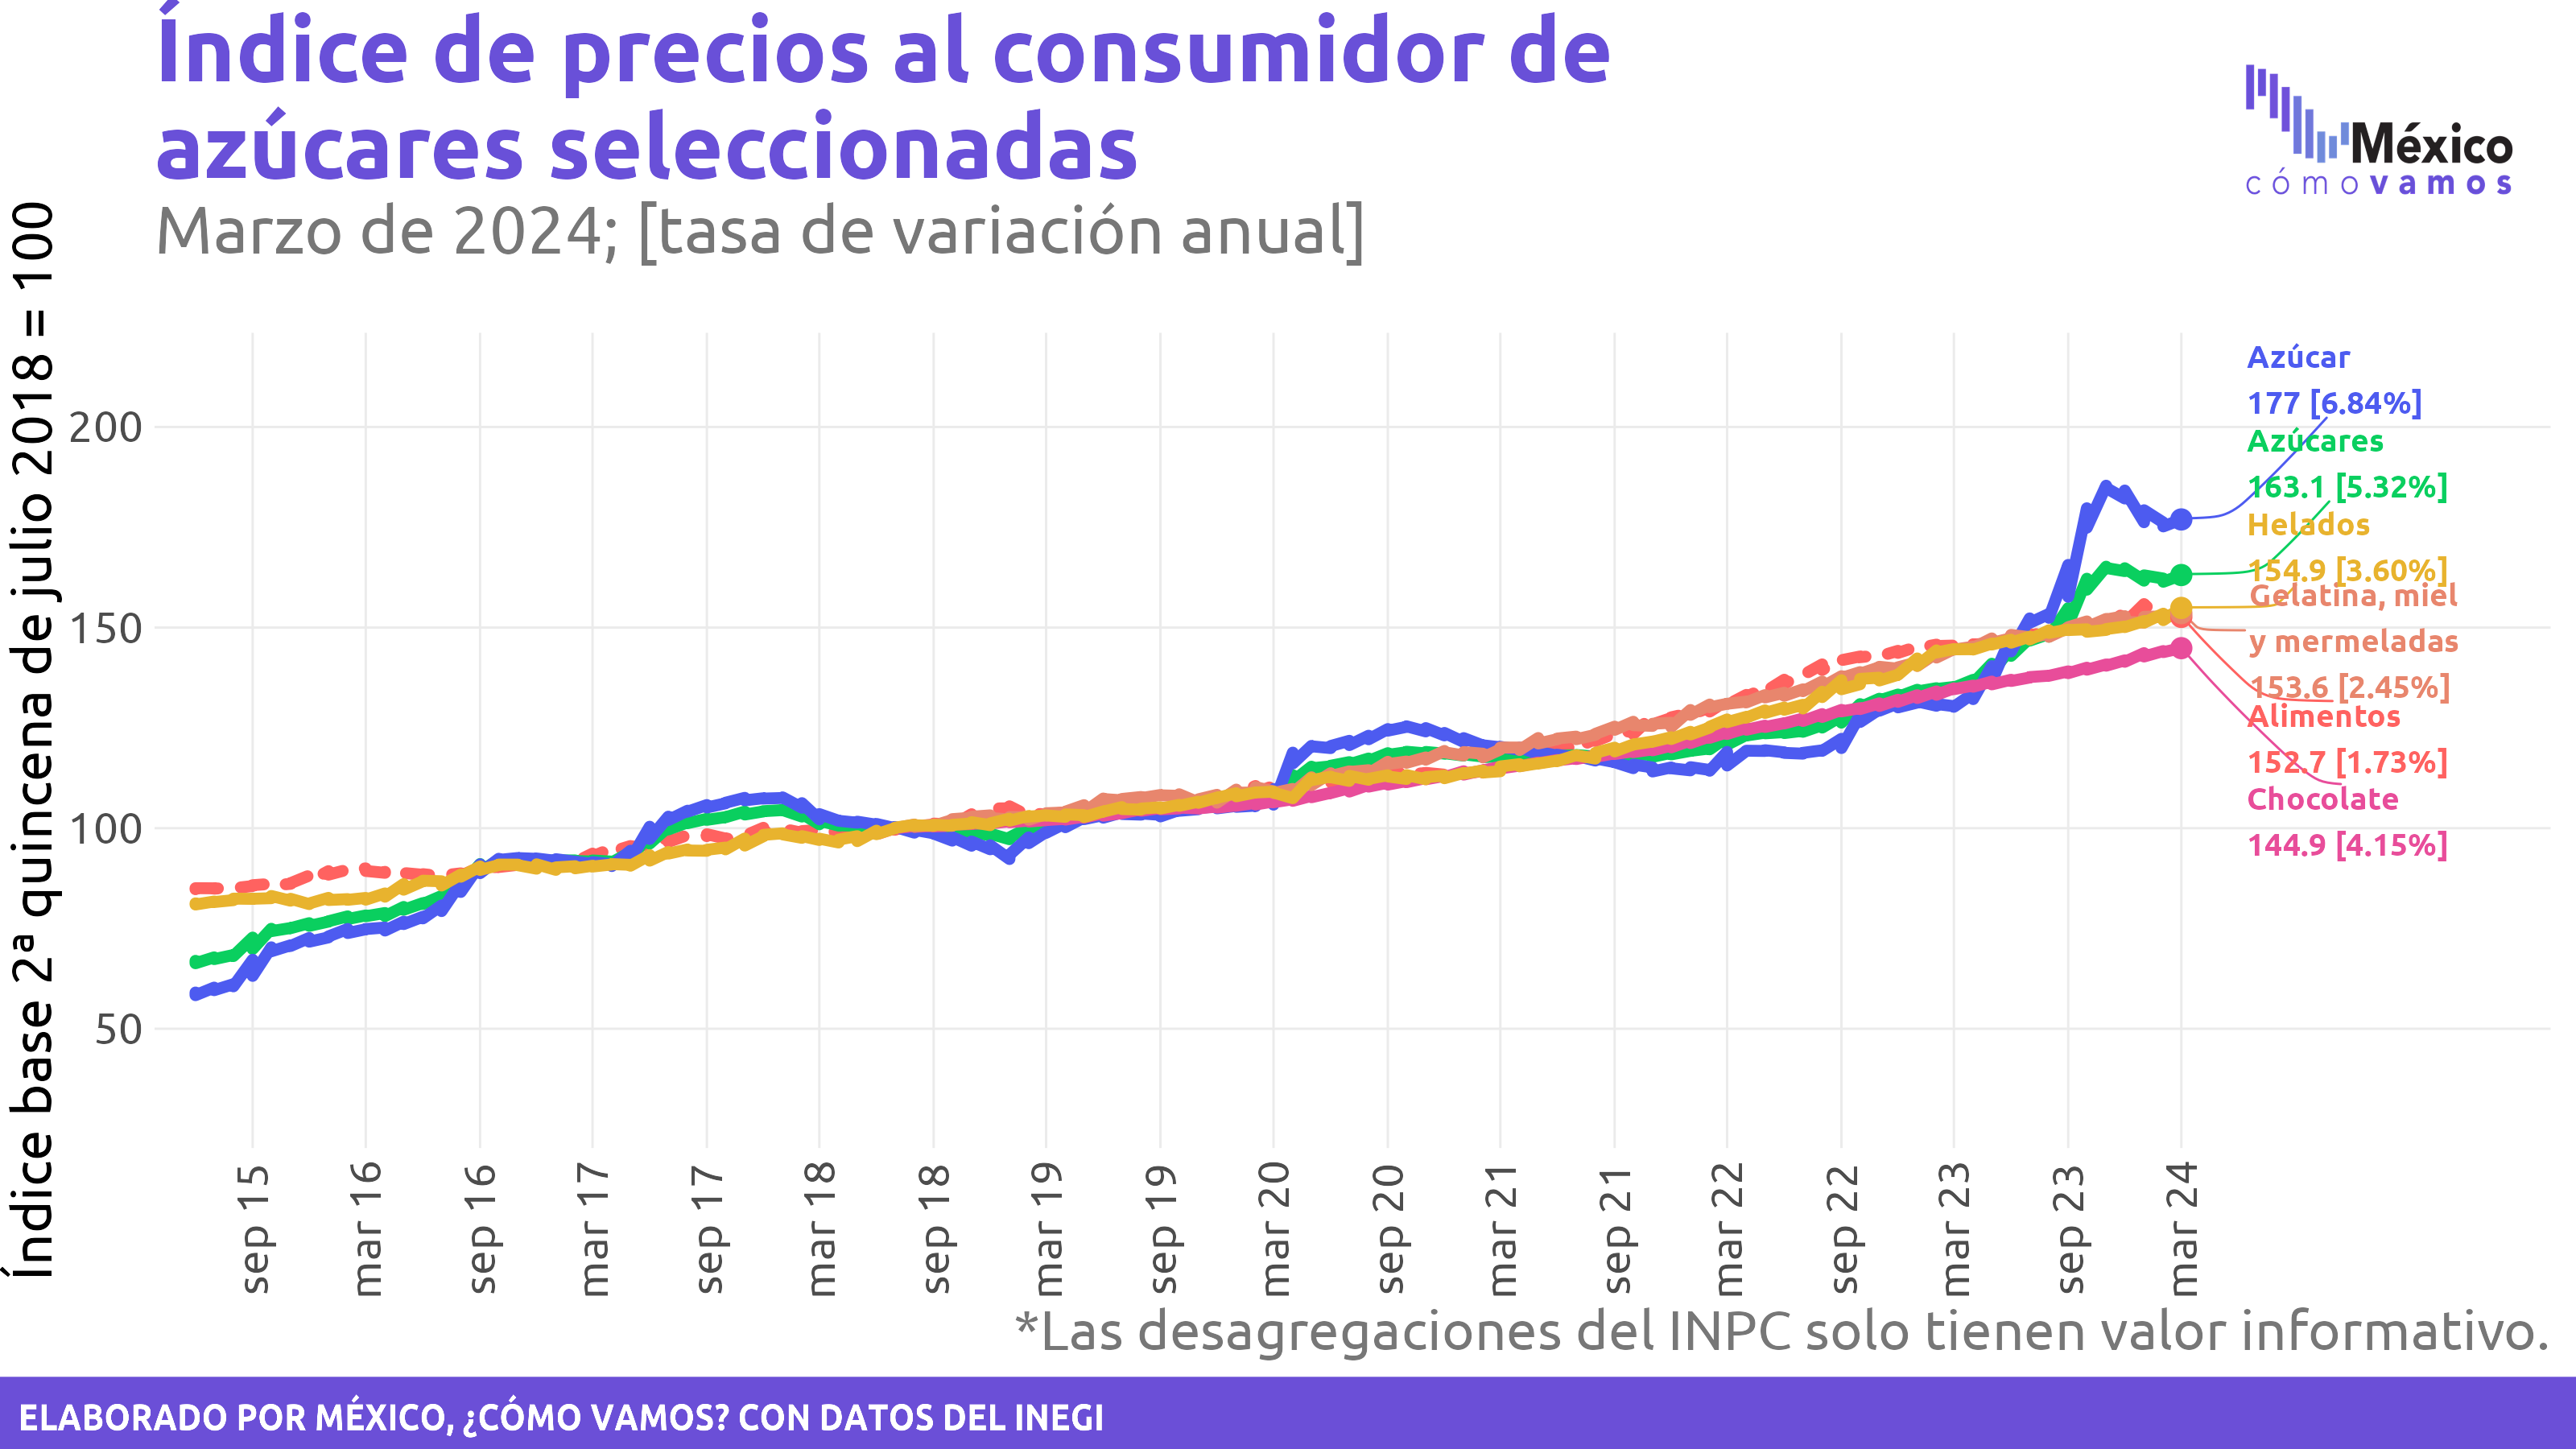 Índice de precios al consumidor de
azúcares seleccionadas
Marzo de 2024; [tasa de variación anual]
México
cómo vamos
Índice base 2ª quincena de julio 2018 = 100
200
150
100
50
Azúcar
177 [6.84%]
Azúcares
163.1 [5.32%]
Helados
154.9 [3.60%]
Gelatina, miel
y mermeladas
153.6 [2.45%]
Alimentos
152.7 [1.73%]
Chocolate
144.9 [4.15%]
sep 15
mar 16
sep 16
mar 17
sep 17
mar 18
sep 18
mar 19
sep 19
mar 20
sep 20
mar 21
sep 21
mar 22
sep 22
mar 23
sep 23
mar 24
*Las desagregaciones del INPC solo tienen valor informativo.
ELABORADO POR MÉXICO, ¿CÓMO VAMOS? CON DATOS DEL INEGI